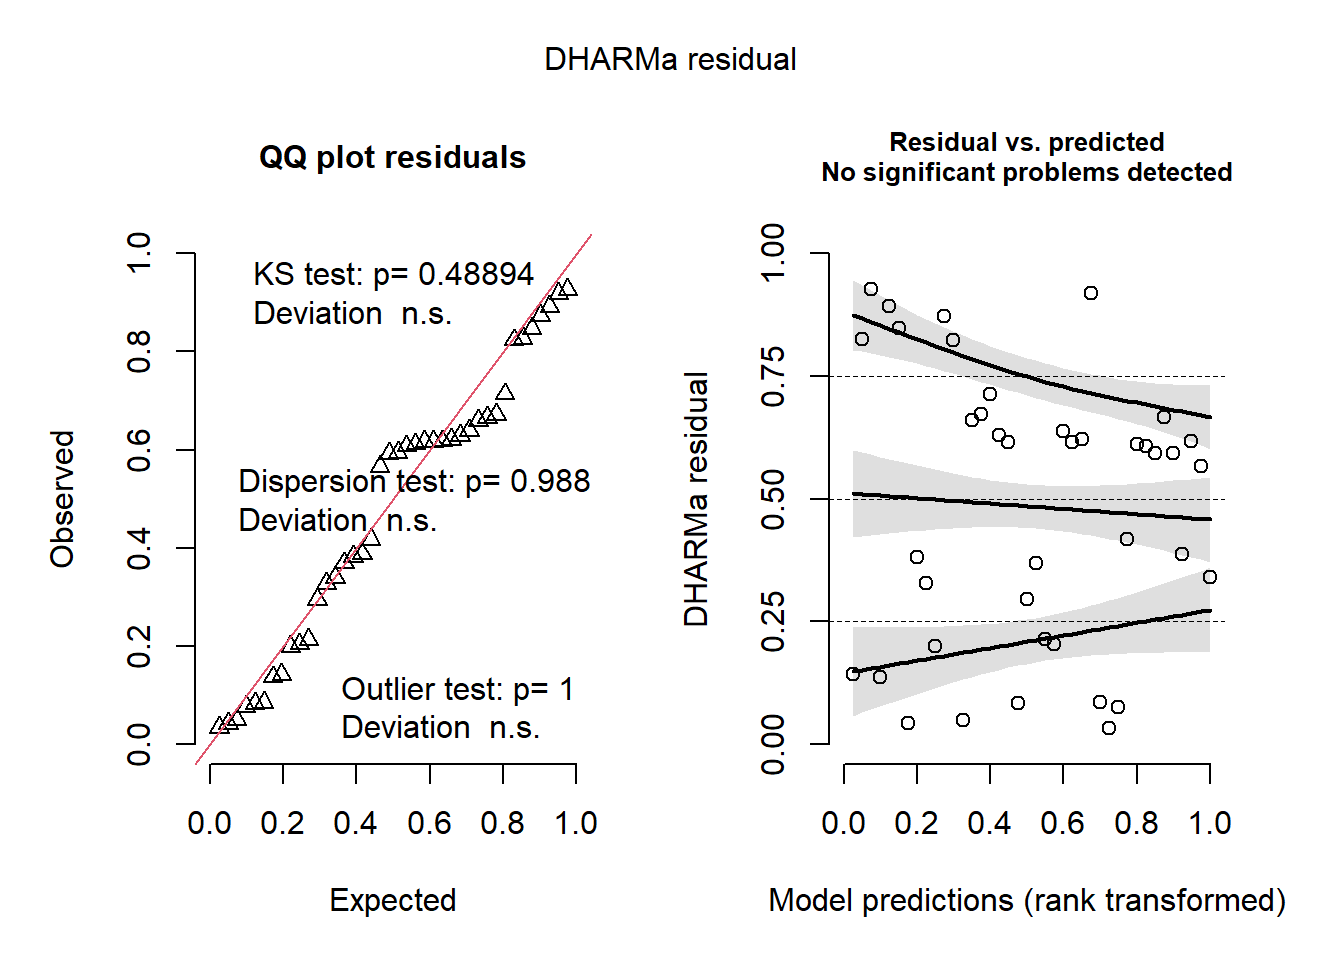 DHARMa residual
QQ plot residuals
KS test: p= 0.48894
Deviation  n.s.
Dispersion test: p= 0.988
Deviation  n.s.
Outlier test: p= 1
Deviation  n.s.
Observed
0.0
0.2
0.4
0.6
0.8
1.0
0.0 0.2 0.4 0.6 0.8 1.0
Expected
Residual vs. predicted
No significant problems detected
DHARMa residual
0.00
0.25
0.50
0.75
1.00
0.0 0.2 0.4 0.6 0.8 1.0
Model predictions (rank transformed)